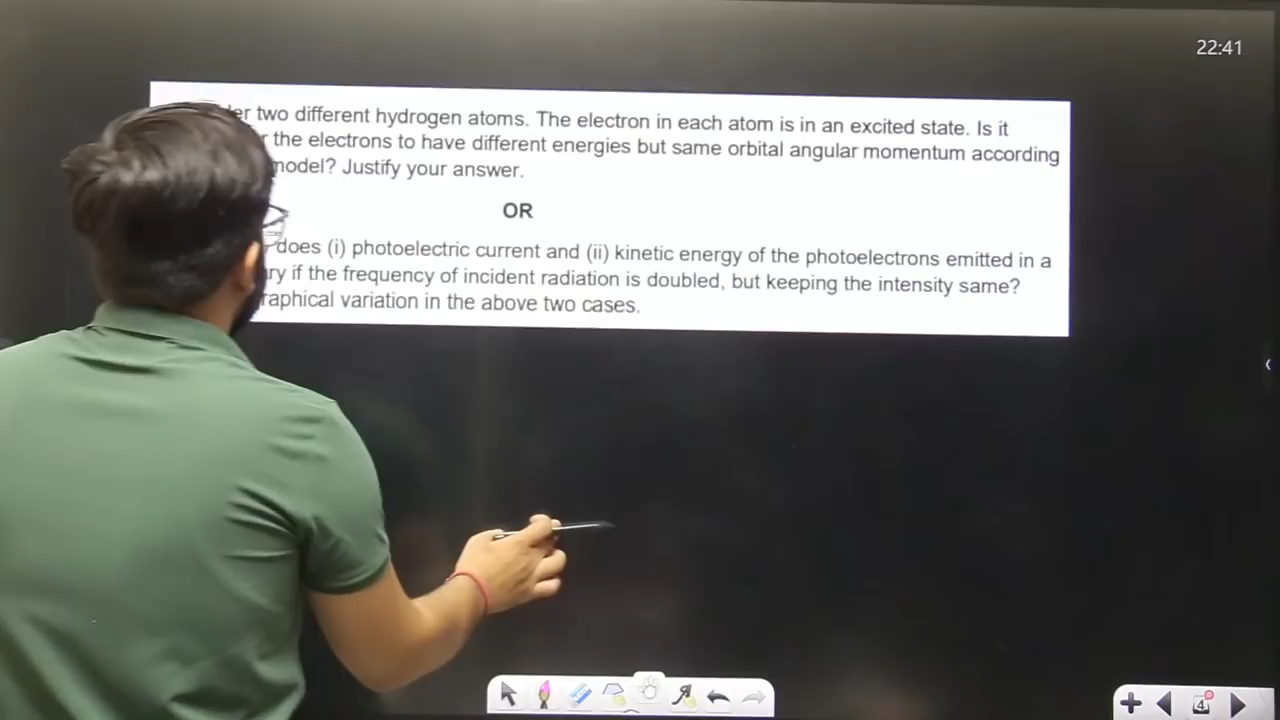 22:41
two different hydrogen atoms. The electron in each atom is in an excited state. Is it
the electrons to have different energies but same orbital angular momentum according
model? Justify your answer.
OR
does (i) photoelectric current and (ii) kinetic energy of the photoelectrons emitted in a
if the frequency of incident radiation is doubled, but keeping the intensity same?
variation in the above two cases.
4